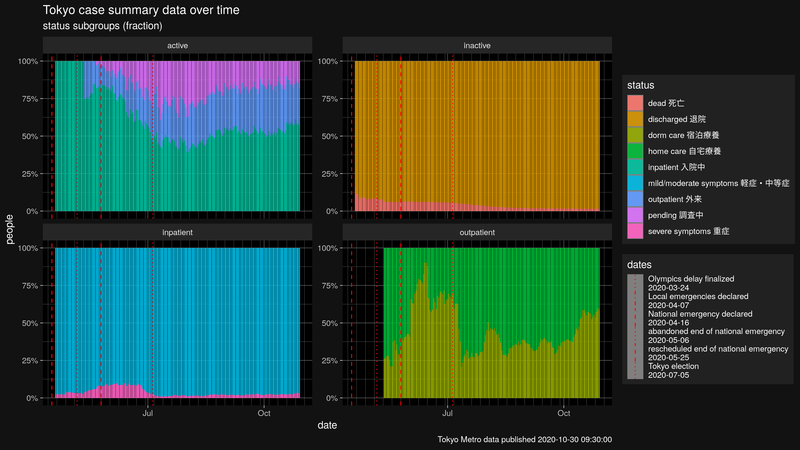 Tokyo case summary data over time
status subgroups (fraction)
active
inactive
100%
75%
50%
25%
0%
100%
75%
50%
25%
0%
inpatient
outpatient
100%
75%
50%
25%
0%
100%
75%
50%
25%
0%
Jul
Oct
Jul
Oct
people
date
status
dead 死亡
discharged 退院
dorm care 宿泊療養
home care 自宅療養
inpatient 入院中
mild/moderate symptoms 軽症・中等症
outpatient 外来
pending 調査中
severe symptoms 重症
dates
Olympics delay finalized
2020-03-24
Local emergencies declared
2020-04-07
National emergency declared
2020-04-16
abandoned end of national emergency
2020-05-06
rescheduled end of national emergency
2020-05-25
Tokyo election
2020-07-05
Tokyo Metro data published 2020-10-30 09:30:00